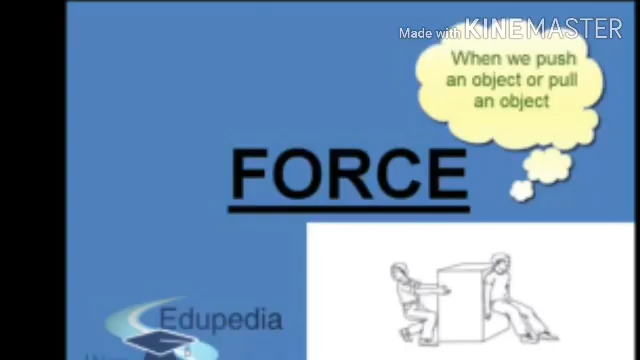 Made with KINEMASTER
When we push
an object or pull
an object
FORCE
Edupedia